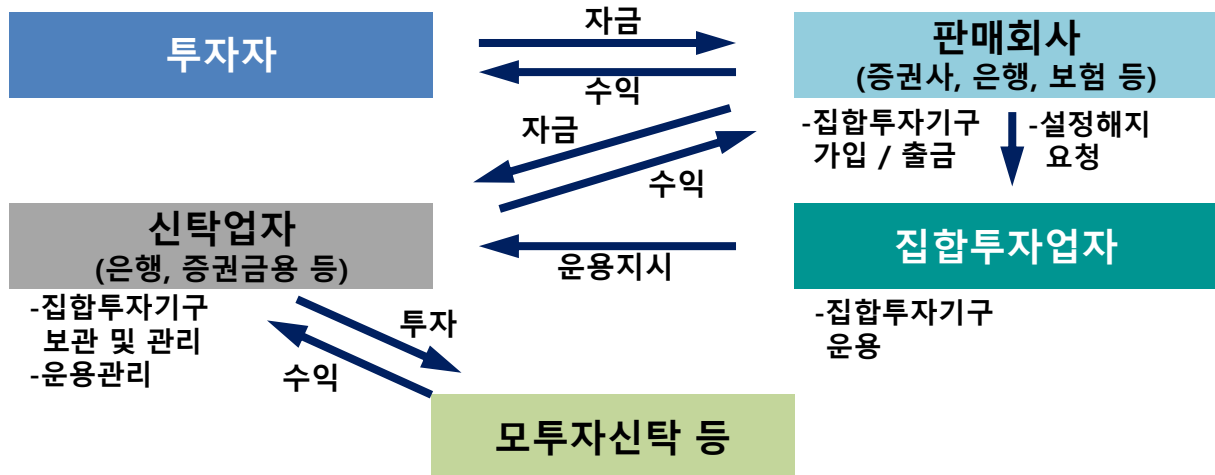 투자자
자금
수익
판매회사
(증권사, 은행, 보험 등)
자금
수익
-집합투자기구
가입 / 출금
-설정해지
요청
신탁업자
(은행, 증권금용 등)
운용지시
집합투자업자
-집합투자기구
보관 및 관리
-운용관리
투자
수익
-집합투자기구
운용
모투자신탁 등